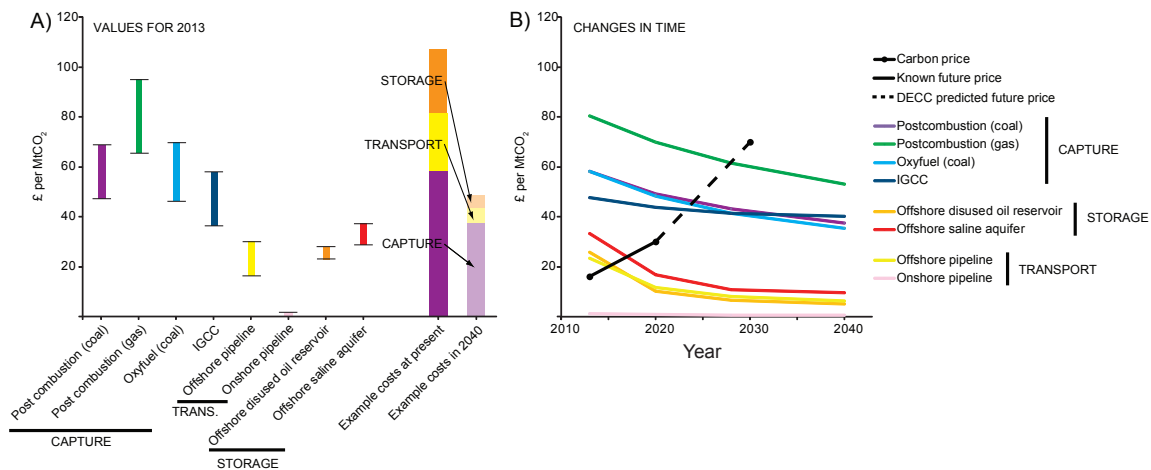 A)
VALUES FOR 2013
120
100
80
60
40
20
£ per MtCO2
STORAGE
TRANSPORT
CAPTURE
Post combustion (coal)
Post combustion (gas)
Oxyfuel (coal)
IGCC
Offshore pipeline
Onshore pipeline
Offshore disused oil reservoir
Offshore saline aquifer
Example costs at present
Example costs in 2040
TRANS.
CAPTURE
STORAGE
B)
CHANGES IN TIME
120
100
80
60
40
20
£ per MtCO2
2010
2020
2030
2040
Year
Carbon price
Known future price
DECC predicted future price
Postcombustion (coal)
Postcombustion (gas)
Oxyfuel (coal)
IGCC
CAPTURE
Offshore disused oil reservoir
Offshore saline aquifer
STORAGE
Offshore pipeline
Onshore pipeline
TRANSPORT